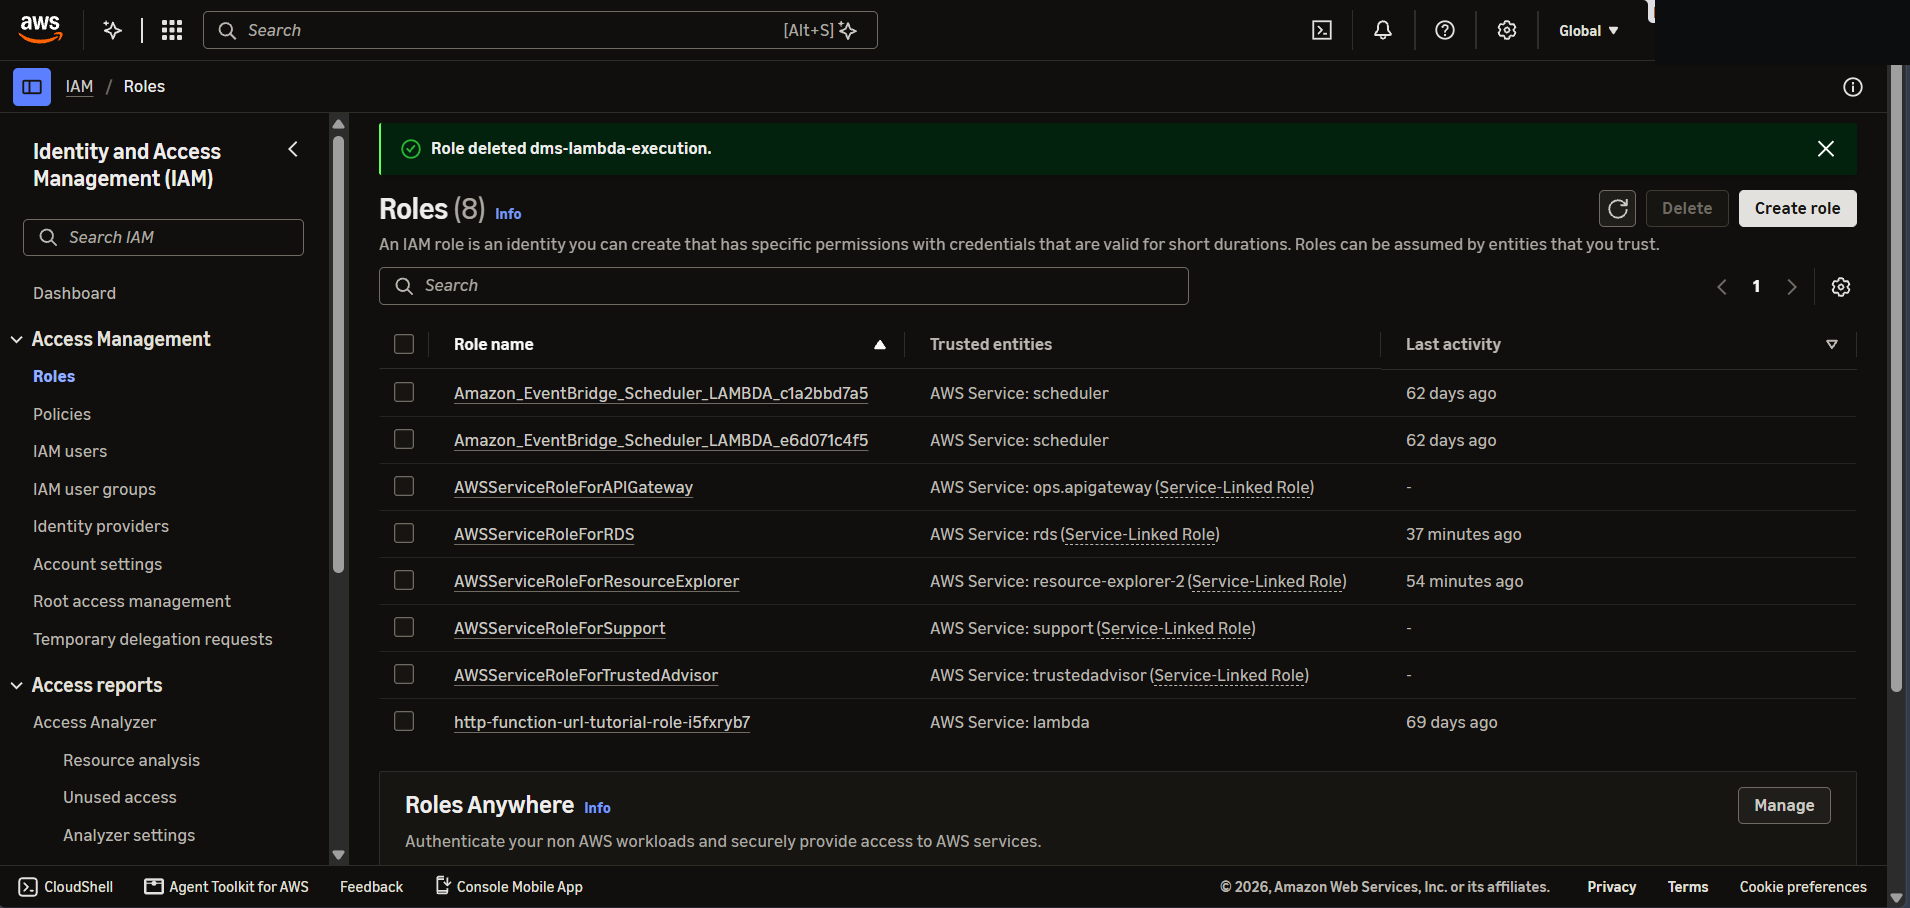 aws
Search [Alt+S]
Global ▼
IAM / Roles
Identity and Access
Management (IAM)
Search IAM
Dashboard
Access Management
Roles
Policies
IAM users
IAM user groups
Identity providers
Account settings
Root access management
Temporary delegation requests
Access reports
Access Analyzer
Resource analysis
Unused access
Analyzer settings
Role deleted dms-lambda-execution.
Roles (8) Info
Delete
Create role
An IAM role is an identity you can create that has specific permissions with credentials that are valid for short durations. Roles can be assumed by entities that you trust.
Search
1
Role name Trusted entities Last activity
Amazon_EventBridge_Scheduler_LAMBDA_c1a2bbd7a5 AWS Service: scheduler 62 days ago
Amazon_EventBridge_Scheduler_LAMBDA_e6d071c4f5 AWS Service: scheduler 62 days ago
AWSServiceRoleForAPIGateway AWS Service: ops.apigateway (Service-Linked Role) -
AWSServiceRoleForRDS AWS Service: rds (Service-Linked Role) 37 minutes ago
AWSServiceRoleForResourceExplorer AWS Service: resource-explorer-2 (Service-Linked Role) 54 minutes ago
AWSServiceRoleForSupport AWS Service: support (Service-Linked Role) -
AWSServiceRoleForTrustedAdvisor AWS Service: trustedadvisor (Service-Linked Role) -
http-function-url-tutorial-role-i5fxryb7 AWS Service: lambda 69 days ago
Roles Anywhere Info
Manage
Authenticate your non AWS workloads and securely provide access to AWS services.
CloudShell Agent Toolkit for AWS Feedback Console Mobile App © 2026, Amazon Web Services, Inc. or its affiliates. Privacy Terms Cookie preferences